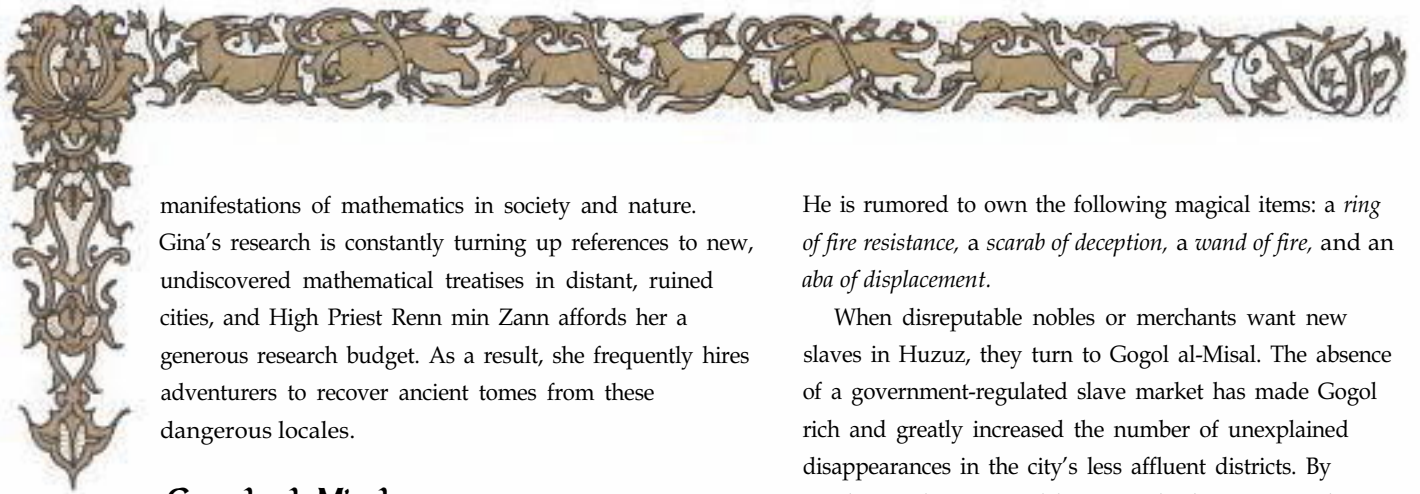 manifestations of mathematics in society and nature.
Gina's research is constantly turning up references to new,
undiscovered mathematical treatises in distant, ruined
cities, and High Priest Renn min Zann affords her a
generous research budget. As a result, she frequently hires
adventurers to recover ancient tomes from these
dangerous locales.
He is rumored to own the following magical items: a ring
of fire resistance, a scarab of deception, a wand of fire, and an
aba of displacement.
When disreputable nobles or merchants want new
slaves in Huzuz, they turn to Gogol al-Misal. The absence
of a government-regulated slave market has made Gogol
rich and greatly increased the number of unexplained
disappearances in the city's less affluent districts. By